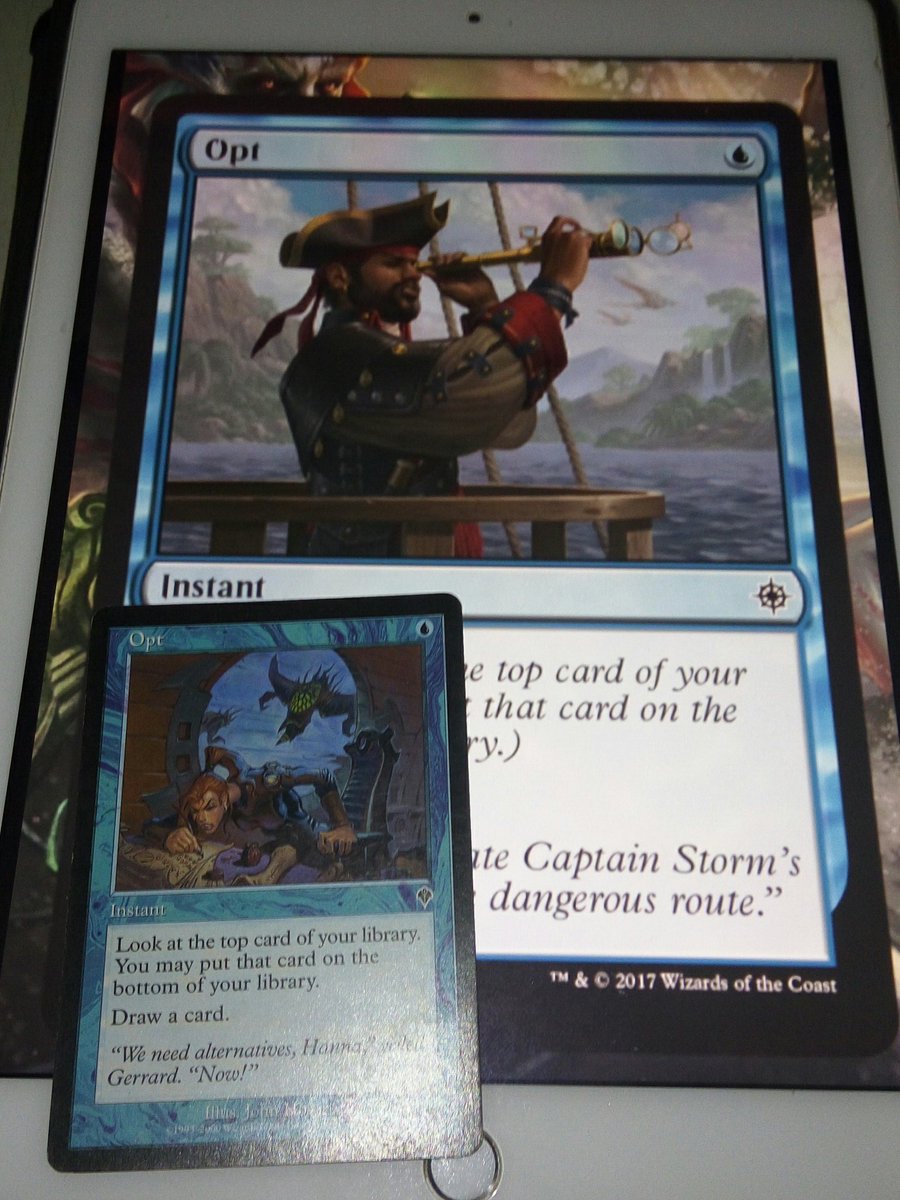 Opt
Instant
e top card of your
that card on the
ry.)
ate Captain Storm's
dangerous route."
™ & © 2017 Wizards of the Coast
Opt
Instant
Look at the top card of your library.
You may put that card on the
bottom of your library.
Draw a card.
"We need alternatives, Hanna," yelled
Gerrard. "Now!"
Illus. John